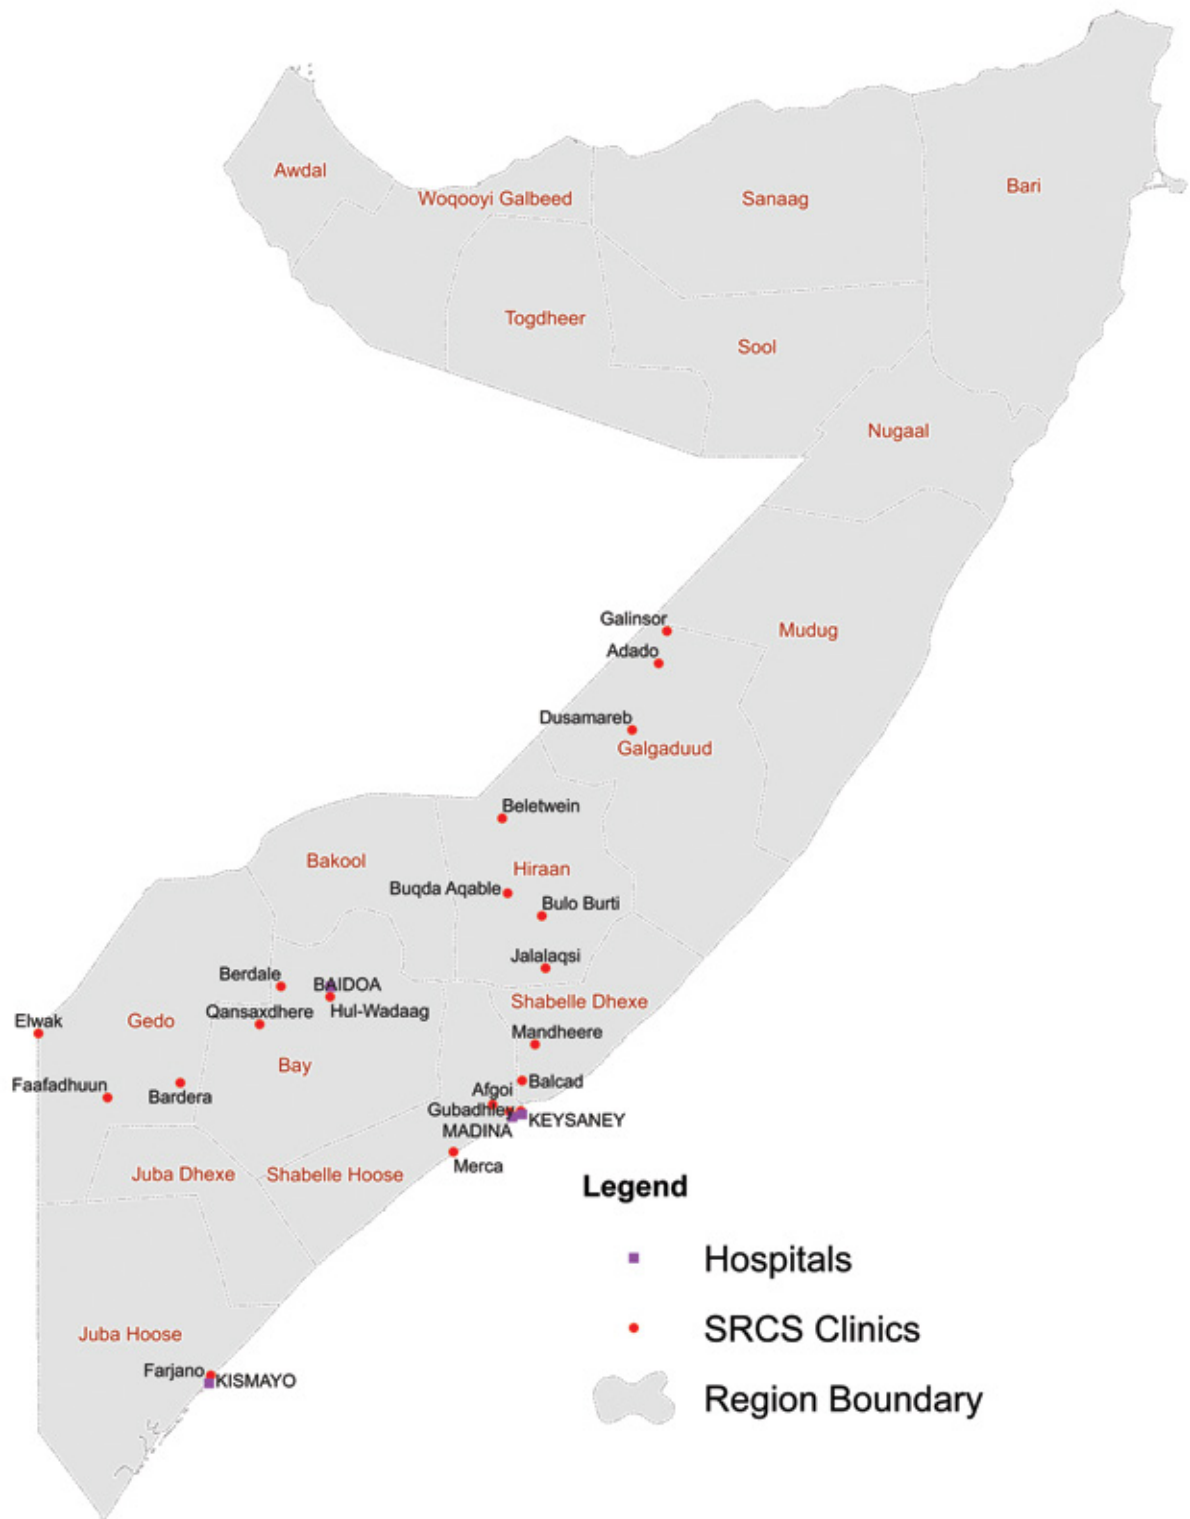 Awdal
Woqooyi Galbeed
Sanaag
Bari
Togdheer
Sool
Nugaal
Galinsor
Mudug
Adado
Dusamareb
Galgaduud
Beletwein
Bakool
Hiraan
Buqda Aqable
Bulo Burti
Jalalaqsi
Berdale
BAIDOA
Shabelle Dhexe
Qansaxdhere
Hul-Wadaag
Elwak
Gedo
Mandheere
Bay
Faafadhuun
Bardera
Balcad
Afgoi
Gubadhley
KEYSANEY
MADINA
Merca
Juba Dhexe
Shabelle Hoose
Legend
Hospitals
SRCS Clinics
Region Boundary
Juba Hoose
Farjano
KISMAYO